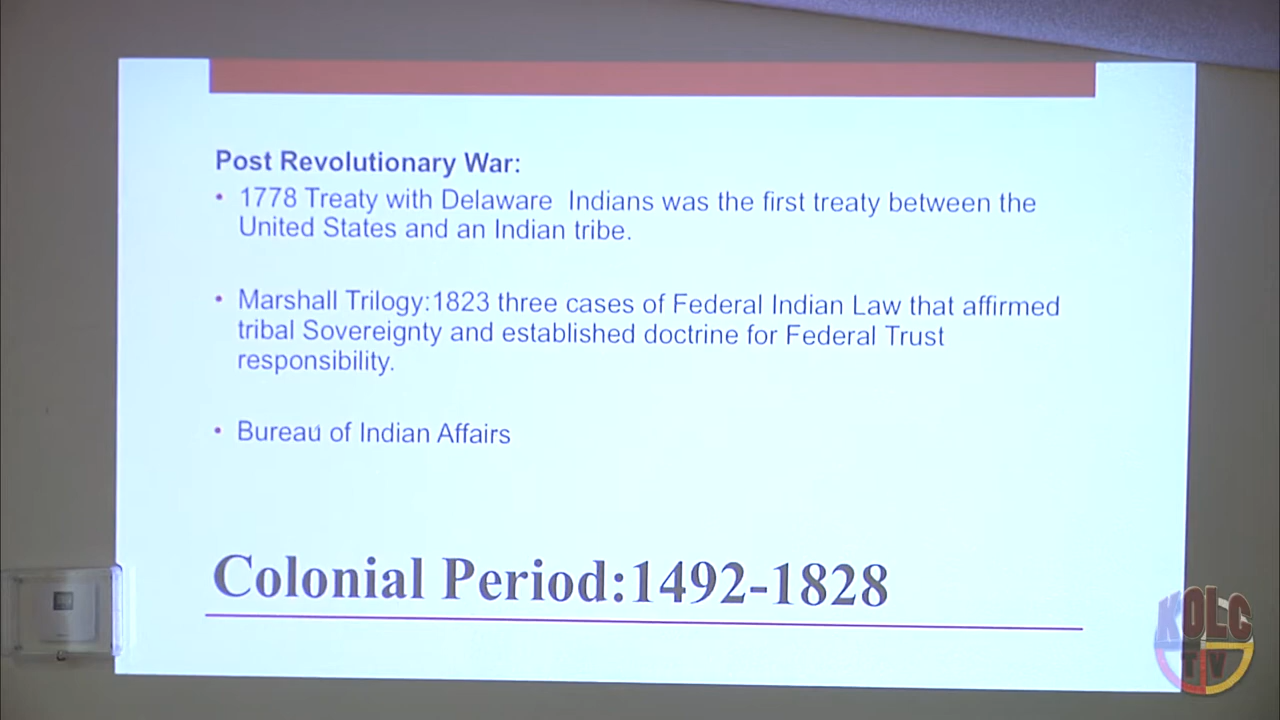 Post Revolutionary War:
• 1778 Treaty with Delaware  Indians was the first treaty between the
United States and an Indian tribe.
• Marshall Trilogy:1823 three cases of Federal Indian Law that affirmed
tribal Sovereignty and established doctrine for Federal Trust
responsibility.
• Bureau of Indian Affairs
Colonial Period:1492-1828
KOLC
TV